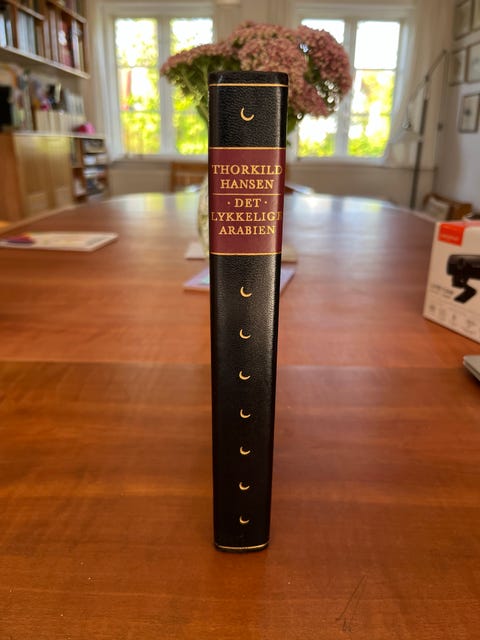 THORKILD
HANSEN
· DET ·
LYKKELIGE
ARABIEN